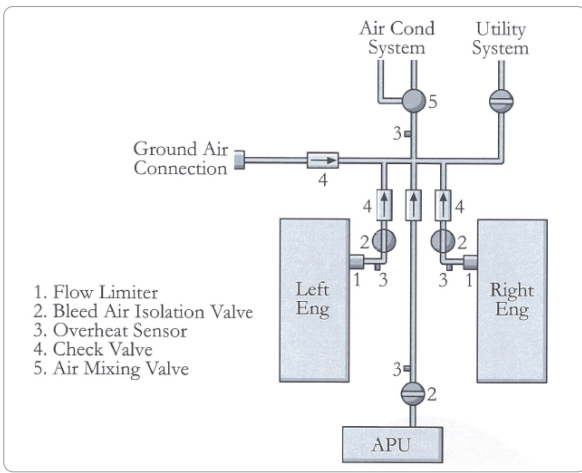 Air Cond
System
Utility
System
5
3
Ground Air
Connection
4
4
4
2
2
1
3
3
1
Left
Eng
Right
Eng
1. Flow Limiter
2. Bleed Air Isolation Valve
3. Overheat Sensor
4. Check Valve
5. Air Mixing Valve
3
2
APU